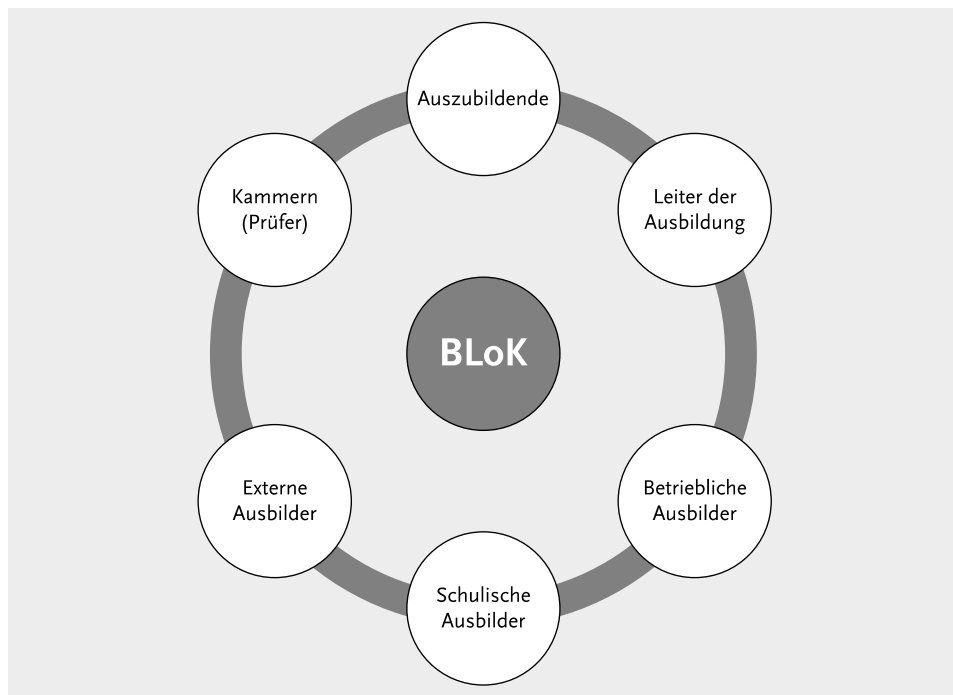 Auszubildende
Kammern
(Prüfer)
Leiter der
Ausbildung
BLoK
Externe
Ausbilder
Betriebliche
Ausbilder
Schulische
Ausbilder